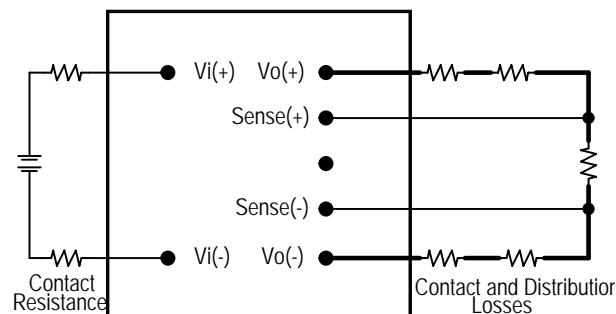 Vi(+) Vo(+)
Sense(+)
Sense(-)
Vi(-) Vo(-)
Contact
Resistance
Contact and Distribution
Losses